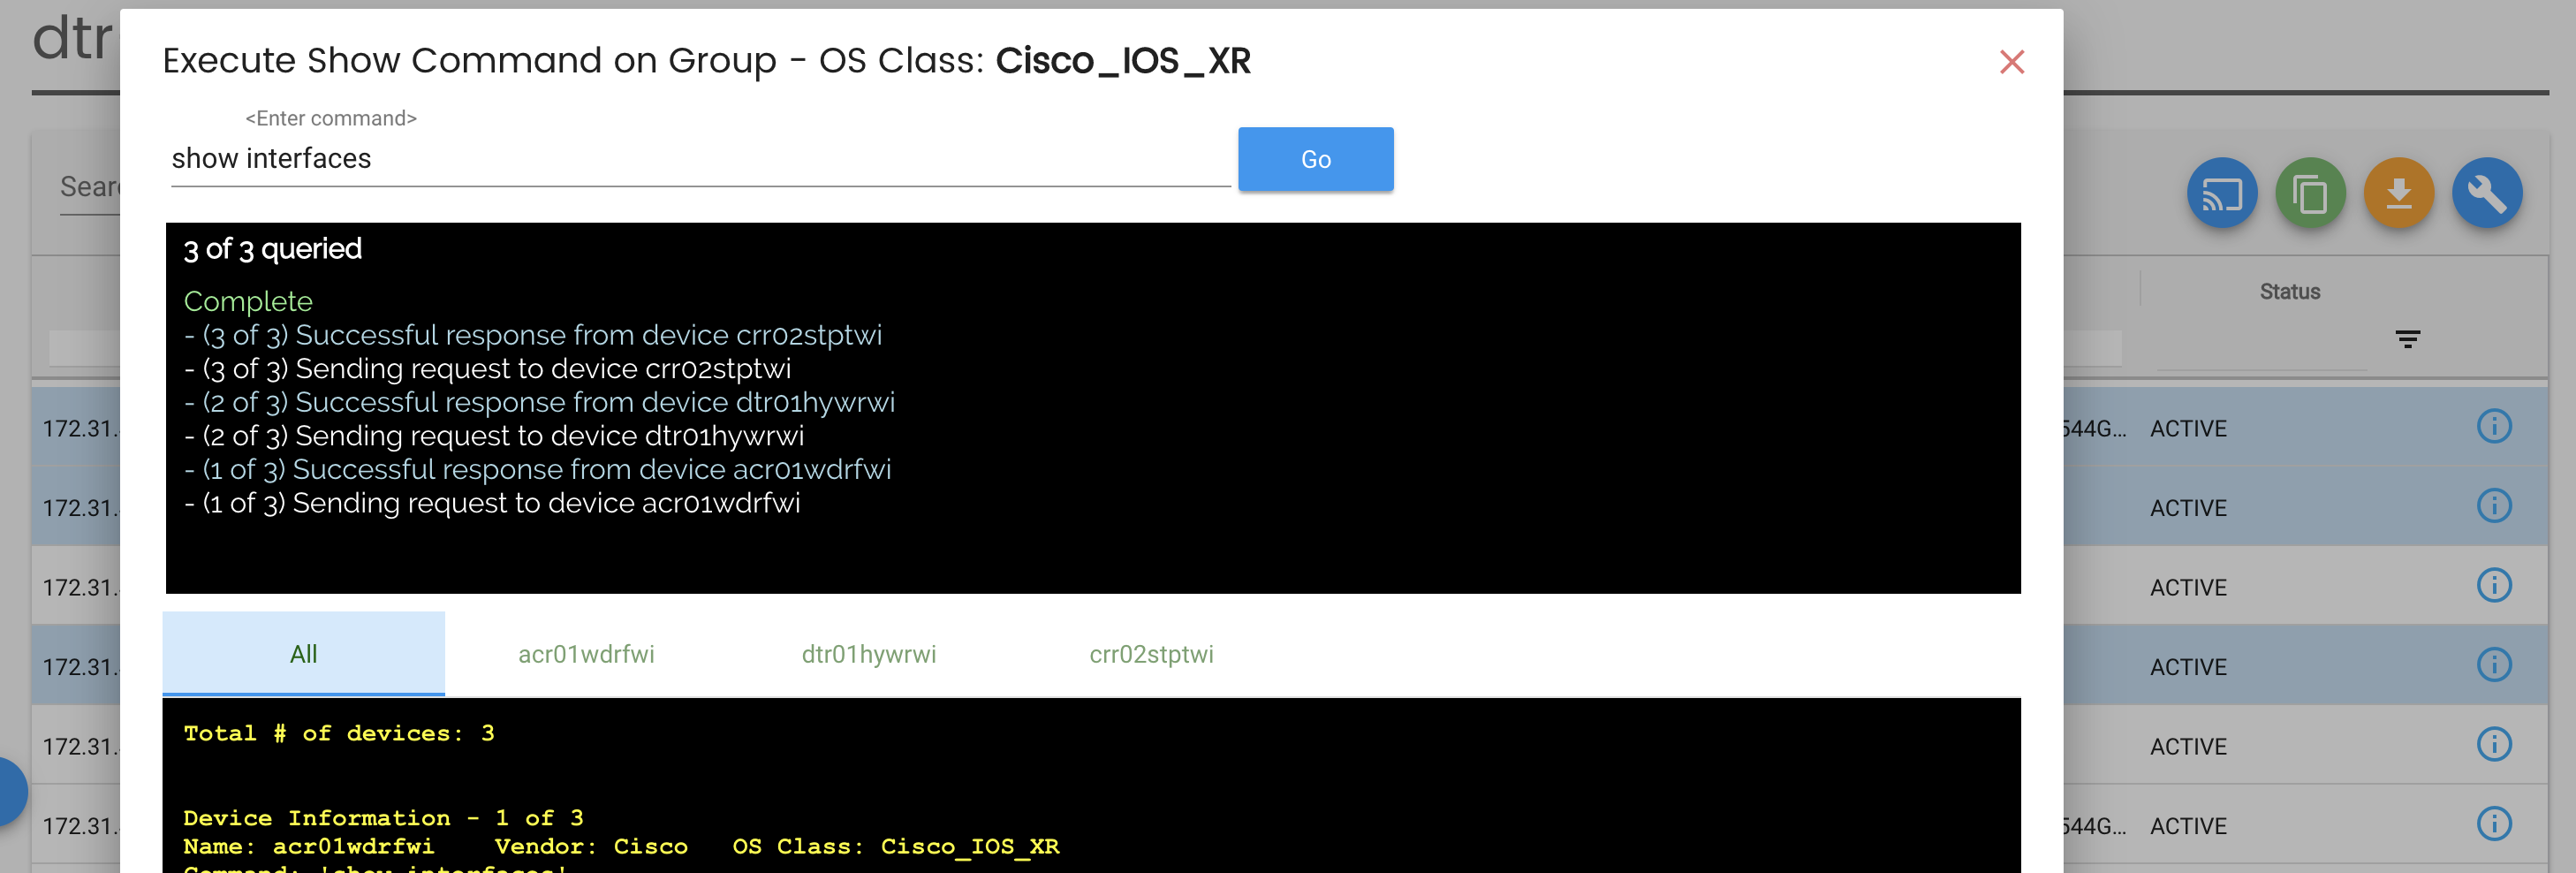 dtr
Execute Show Command on Group - OS Class: Cisco_IOS_XR
<Enter command>
show interfaces
Go
3 of 3 queried
Complete
- (3 of 3) Successful response from device crr02stptwi
- (3 of 3) Sending request to device crr02stptwi
- (2 of 3) Successful response from device dtr01hywrwi
- (2 of 3) Sending request to device dtr01hywrwi
- (1 of 3) Successful response from device acr01wdrfwi
- (1 of 3) Sending request to device acr01wdrfwi
All acr01wdrfwi dtr01hywrwi crr02stptwi
Total # of devices: 3
Device Information - 1 of 3
Name: acr01wdrfwi Vendor: Cisco OS Class: Cisco_IOS_XR
Command: 'show interfaces'
Sear
Status
172.31. 544G... ACTIVE
172.31. ACTIVE
172.31. ACTIVE
172.31. ACTIVE
172.31. ACTIVE
172.31. 544G... ACTIVE